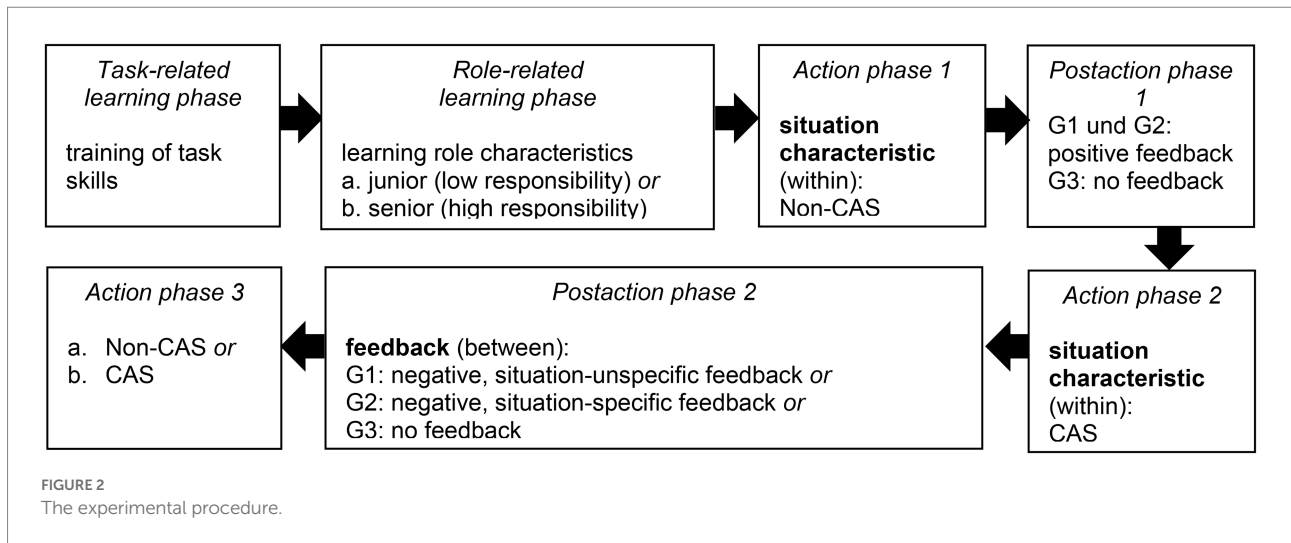 Task-related
learning phase
training of task
skills
Role-related
learning phase
learning role characteristics
a. junior (low responsibility) or
b. senior (high responsibility)
Action phase 1
situation
characteristic
(within):
Non-CAS
Postaction phase
1
G1 und G2:
positive feedback
G3: no feedback
Action phase 2
situation
characteristic
(within):
CAS
Postaction phase 2
feedback (between):
G1: negative, situation-unspecific feedback or
G2: negative, situation-specific feedback or
G3: no feedback
Action phase 3
a. Non-CAS or
b. CAS
FIGURE 2
The experimental procedure.